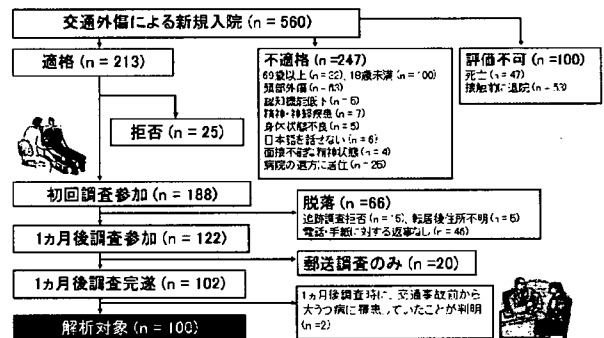 交通外傷による新規入院 (n = 560)
適格 (n = 213)
不適格 (n =247)
69歳以上 (n = 32)、18歳未満 (n = 100)
頭部外傷 (n = 63)
認知機能低下 (n = 5)
精神・神経疾患 (n = 7)
身体状態不良 (n = 5)
日本語を話せない (n = 6)
面接不能な精神状態 (n = 4)
病院の遠方に居住 (n = 25)
評価不可 (n =100)
死亡 (n = 47)
接触前に退院 (n = 53)
拒否 (n = 25)
初回調査参加 (n = 188)
脱落 (n =66)
追跡調査拒否 (n = 15)、転居後住所不明 (n = 5)
電話・手紙に対する返事なし (n = 46)
1ヵ月後調査参加 (n = 122)
郵送調査のみ (n =20)
1ヵ月後調査完遂 (n = 102)
1ヵ月後調査時に、交通事故前から
大うつ病に罹患していたことが判明
(n =2)
解析対象 (n = 100)